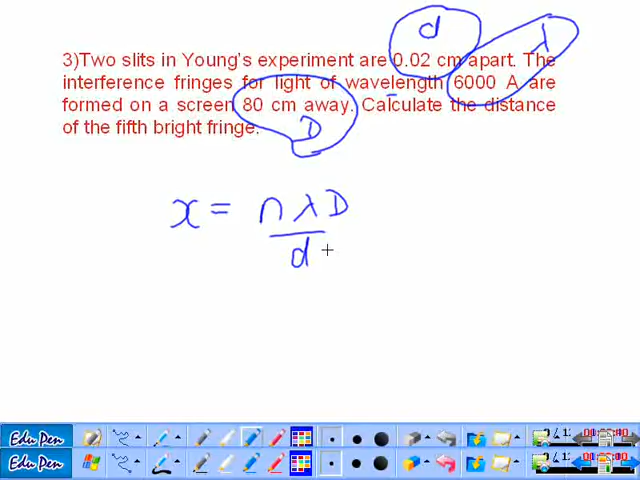 d
λ
3)Two slits in Young's experiment are 0.02 cm apart. The
interference fringes for light of wavelength 6000 A are
formed on a screen 80 cm away. Calculate the distance
of the fifth bright fringe.
D
x = nλD
d
Edu Pen
Edu Pen